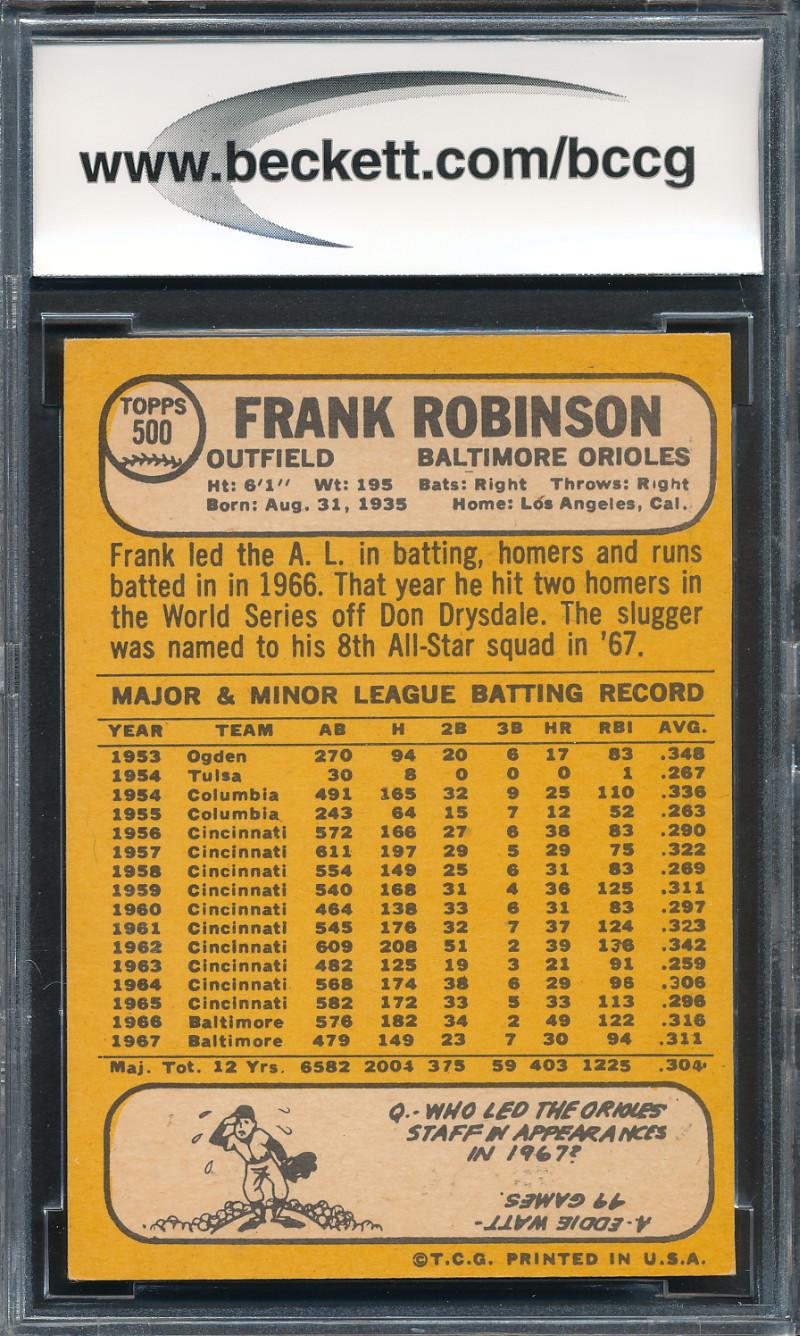 www.beckett.com/bccg
TOPPS
500
FRANK ROBINSON
OUTFIELD BALTIMORE ORIOLES
Ht: 6'1" Wt: 195 Bats: Right Throws: Right
Born: Aug. 31, 1935 Home: Los Angeles, Cal.
Frank led the A. L. in batting, homers and runs
batted in in 1966. That year he hit two homers in
the World Series off Don Drysdale. The slugger
was named to his 8th All-Star squad in '67.
MAJOR & MINOR LEAGUE BATTING RECORD
YEAR TEAM AB H 2B 3B HR RBI AVG.
1953 Ogden 270 94 20 6 17 83 .348
1954 Tulsa 30 8 0 0 0 1 .267
1954 Columbia 491 165 32 9 25 110 .336
1955 Columbia 243 64 15 7 12 52 .263
1956 Cincinnati 572 166 27 6 38 83 .290
1957 Cincinnati 611 197 29 5 29 75 .322
1958 Cincinnati 554 149 25 6 31 83 .269
1959 Cincinnati 540 168 31 4 36 125 .311
1960 Cincinnati 464 138 33 6 31 83 .297
1961 Cincinnati 545 176 32 7 37 124 .323
1962 Cincinnati 609 208 51 2 39 136 .342
1963 Cincinnati 482 125 19 3 21 91 .259
1964 Cincinnati 568 174 38 6 29 96 .306
1965 Cincinnati 582 172 33 5 33 113 .296
1966 Baltimore 576 182 34 2 49 122 .316
1967 Baltimore 479 149 23 7 30 94 .311
Maj. Tot. 12 Yrs. 6582 2004 375 59 403 1225 .304
Q.- WHO LED THE ORIOLES
STAFF IN APPEARANCES
IN 1967?
A.- EDDIE WATT-
49 GAMES.
©T.C.G. PRINTED IN U.S.A.